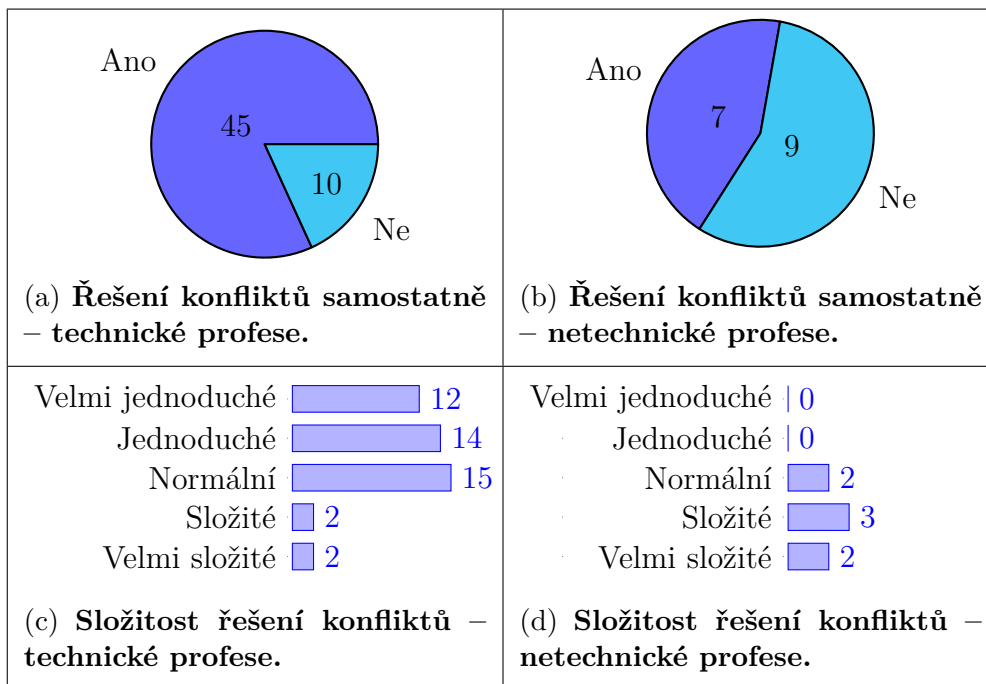 Ano
45
10
Ne
(a) Řešení konfliktů samostatně
– technické profese.
Ano
7
9
Ne
(b) Řešení konfliktů samostatně
– netechnické profese.
Velmi jednoduché 12
Jednoduché 14
Normální 15
Složité 2
Velmi složité 2
(c) Složitost řešení konfliktů –
technické profese.
Velmi jednoduché 0
Jednoduché 0
Normální 2
Složité 3
Velmi složité 2
(d) Složitost řešení konfliktů –
netechnické profese.